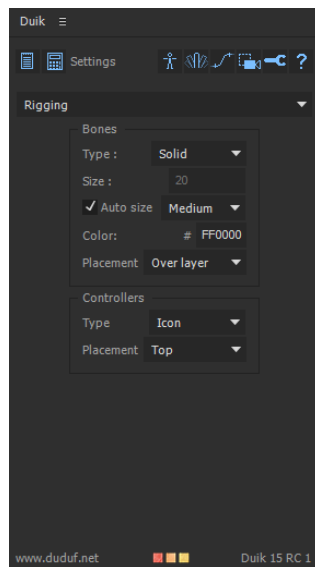 Duik
Settings
?
Rigging
Bones
Type : Solid
Size : 20
Auto size Medium
Color: # FF0000
Placement Over layer
Controllers
Type Icon
Placement Top
www.duduf.net Duik 15 RC 1